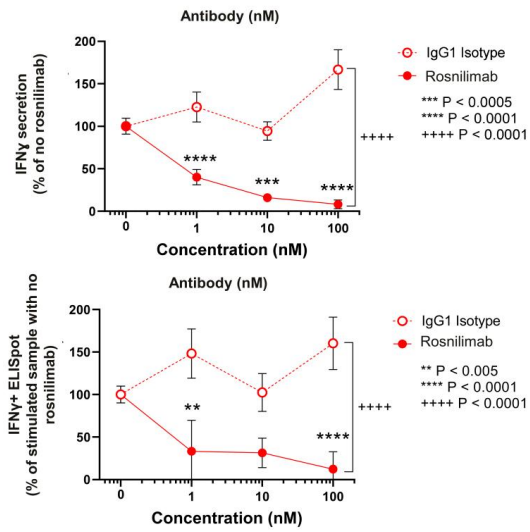 Antibody (nM)
IFNγ secretion
(% of no rosnilimab)
200
150
100
50
0
****
***
****
++++
0
1
10
100
Concentration (nM)
IgG1 Isotype
Rosnilimab
*** P < 0.0005
**** P < 0.0001
++++ P < 0.0001
Antibody (nM)
IFNγ+ ELISpot
(% of stimulated sample with no
rosnilimab)
200
150
100
50
0
**
****
++++
0
1
10
100
Concentration (nM)
IgG1 Isotype
Rosnilimab
** P < 0.005
**** P < 0.0001
++++ P < 0.0001